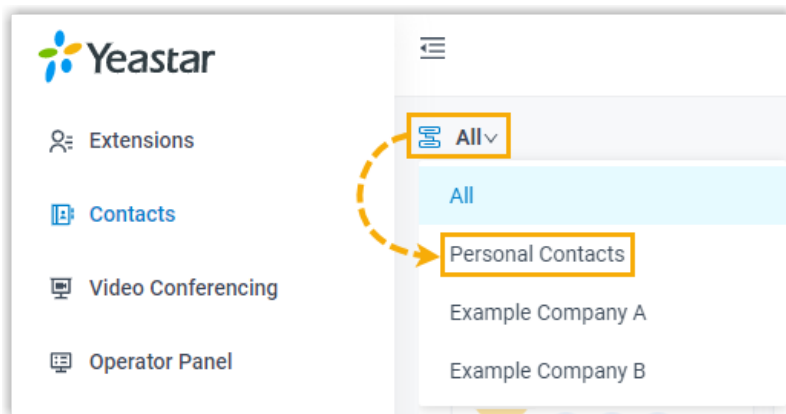 Yeastar
Extensions
Contacts
Video Conferencing
Operator Panel
All
All
Personal Contacts
Example Company A
Example Company B